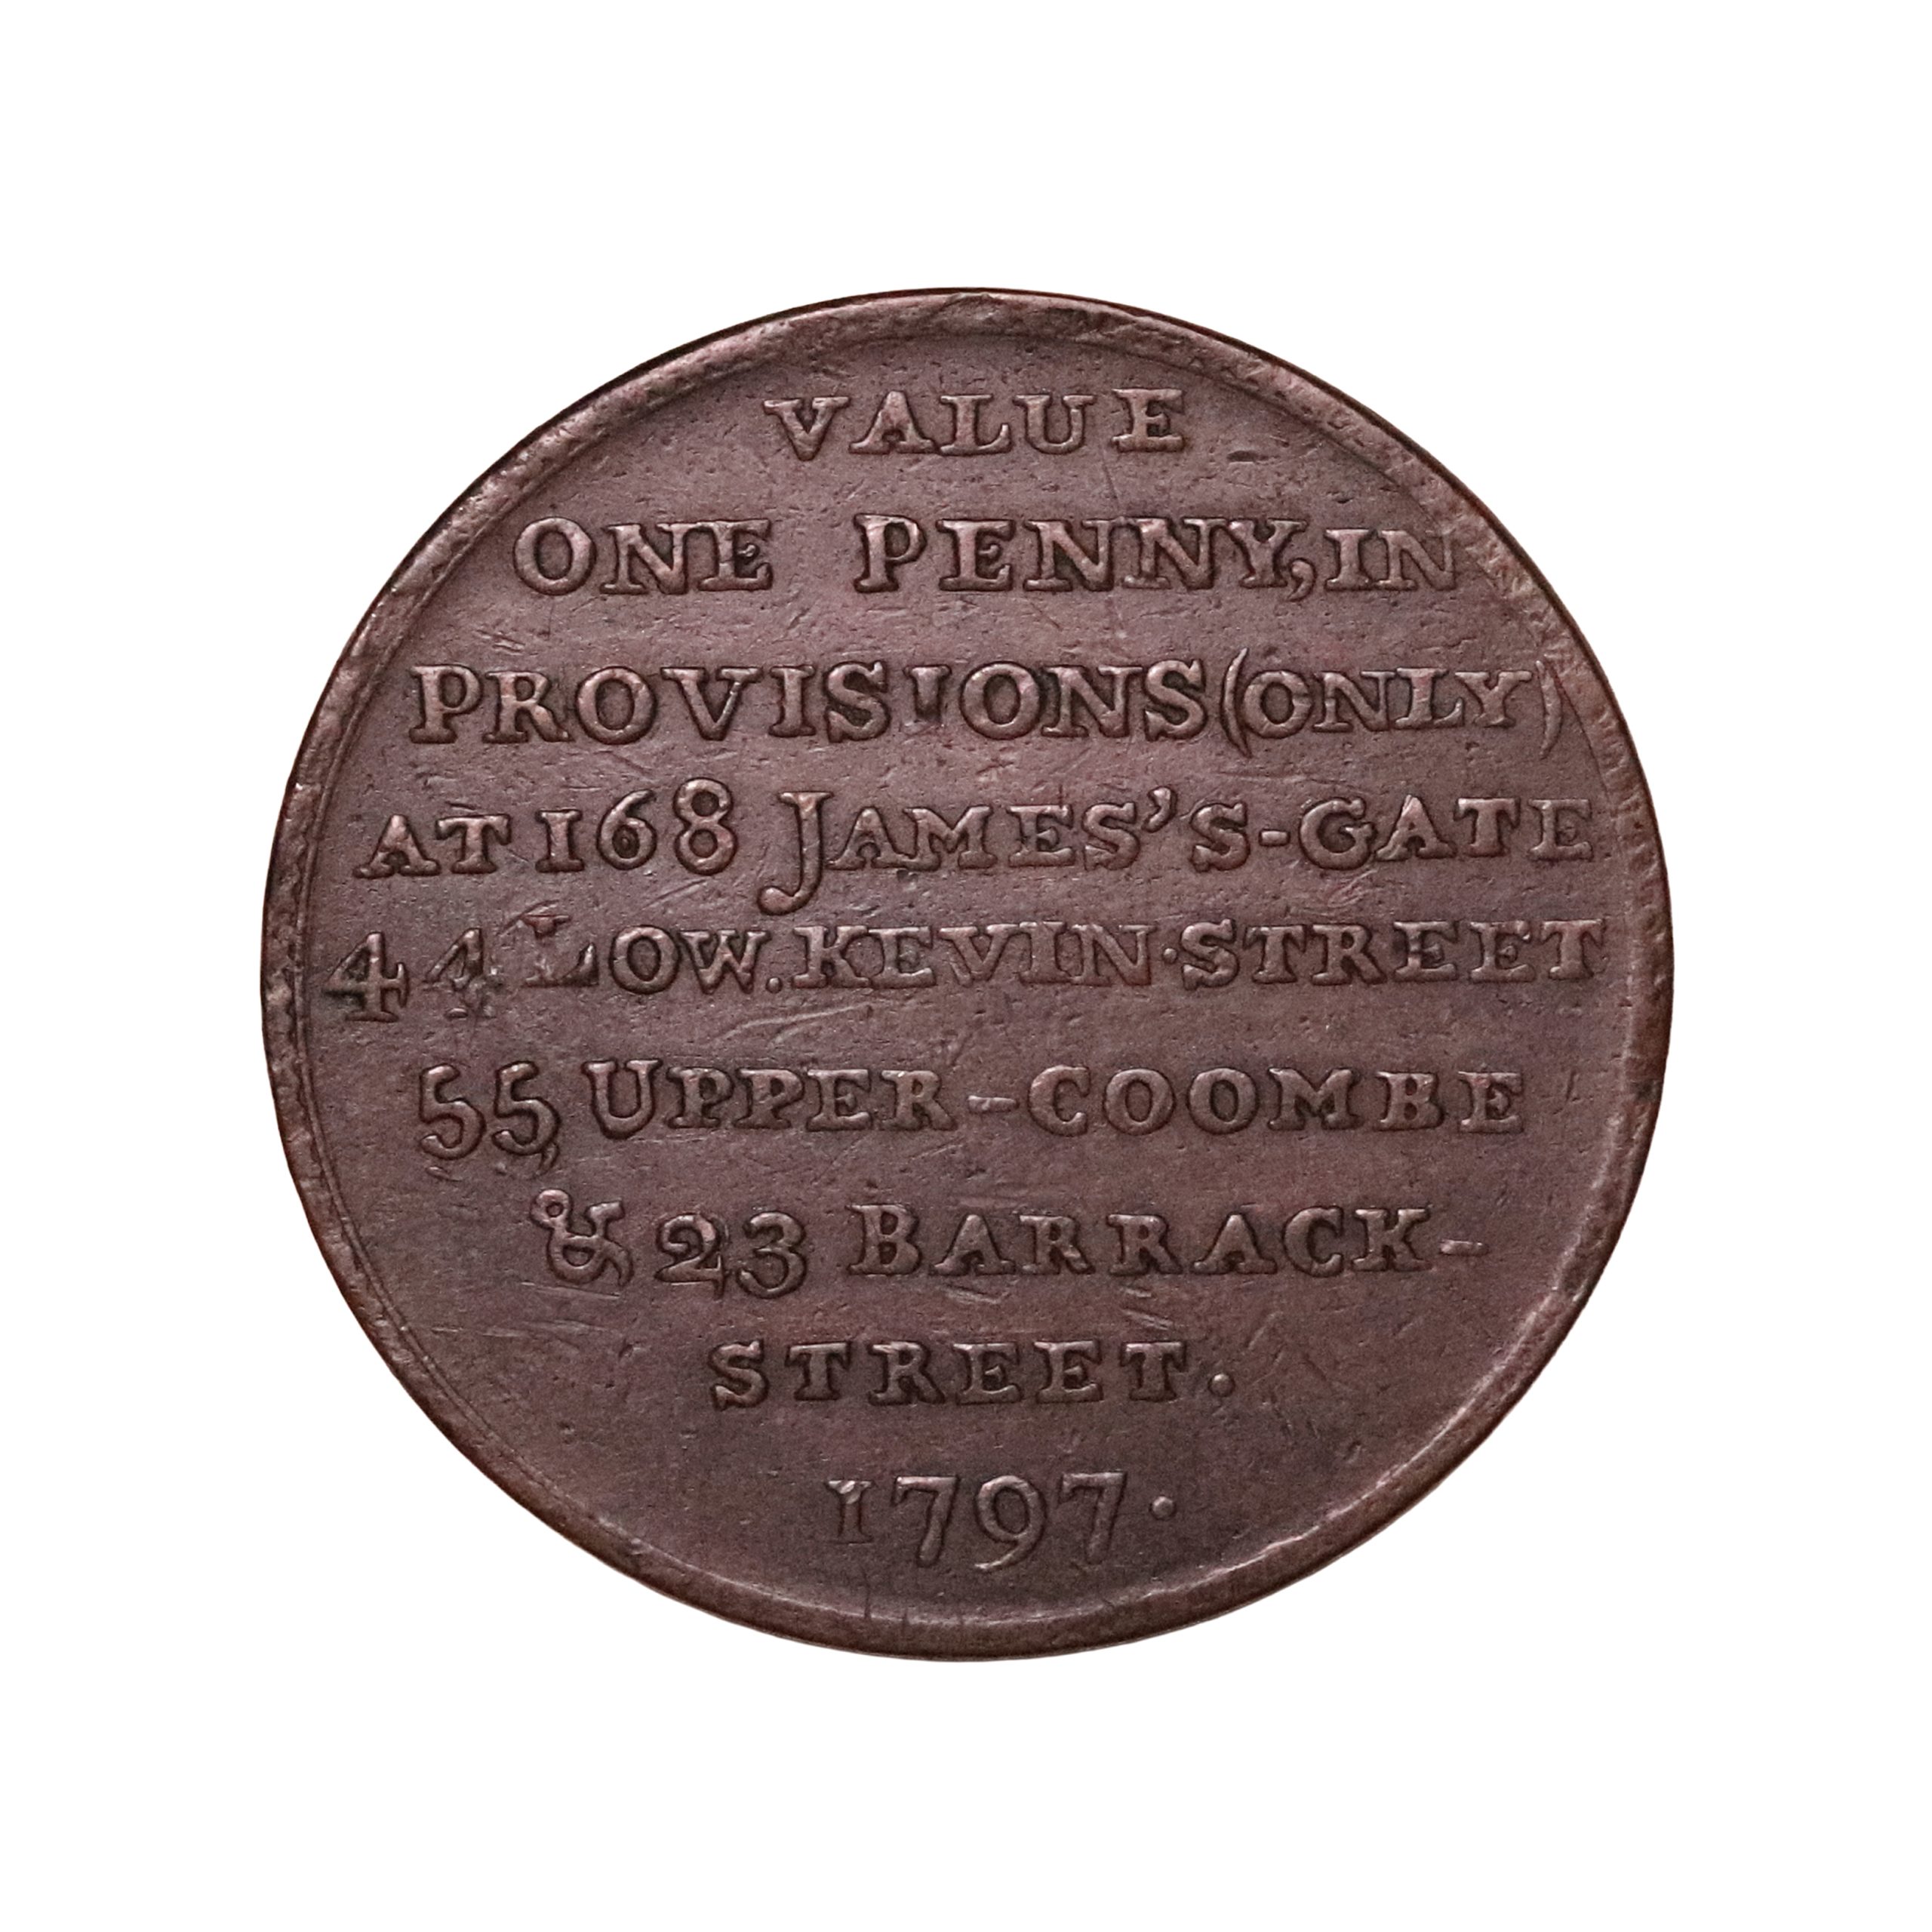 VALUE
ONE PENNY, IN
PROVISIONS (ONLY)
AT 168 JAMES'S-GATE
44 LOW. KEVIN·STREET
55, UPPER-COOMBE
& 23 BARRACK-
STREET.
1797·